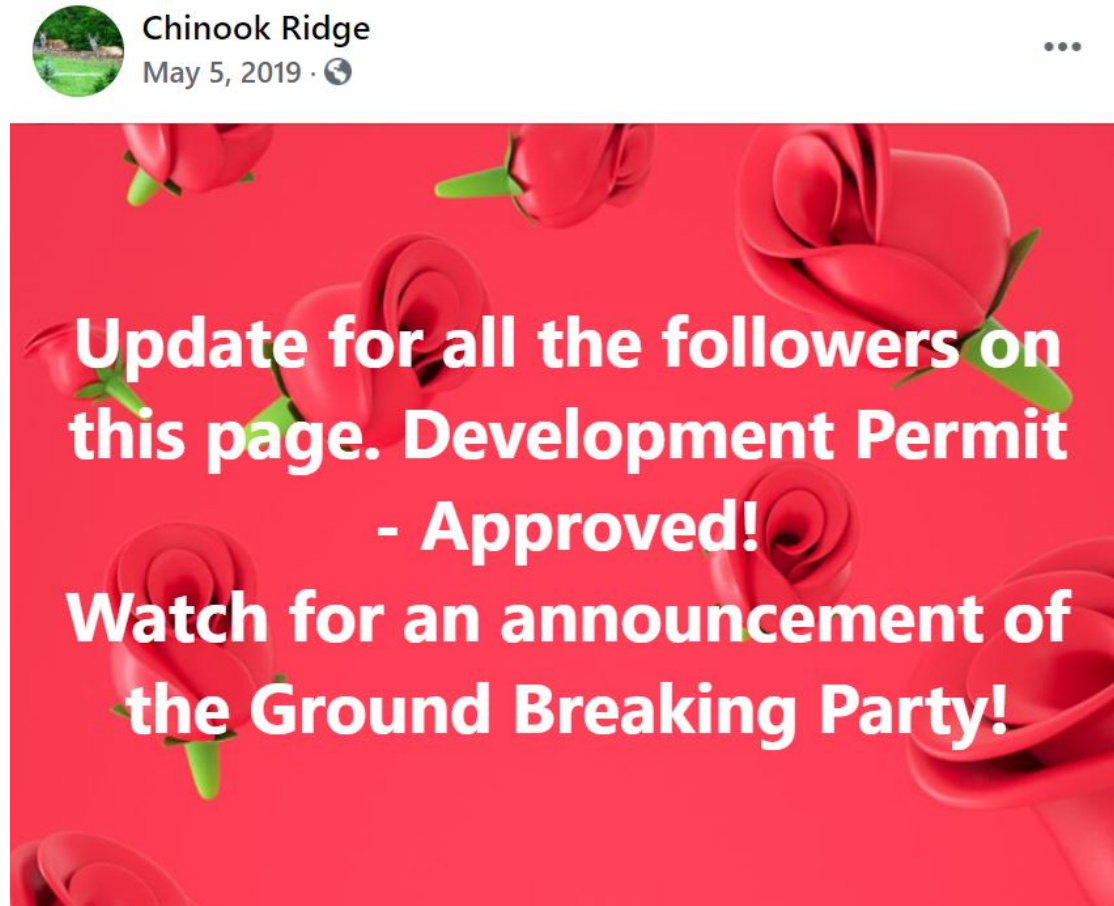 Chinook Ridge
May 5, 2019 ·
Update for all the followers on
this page. Development Permit
- Approved!
Watch for an announcement of
the Ground Breaking Party!